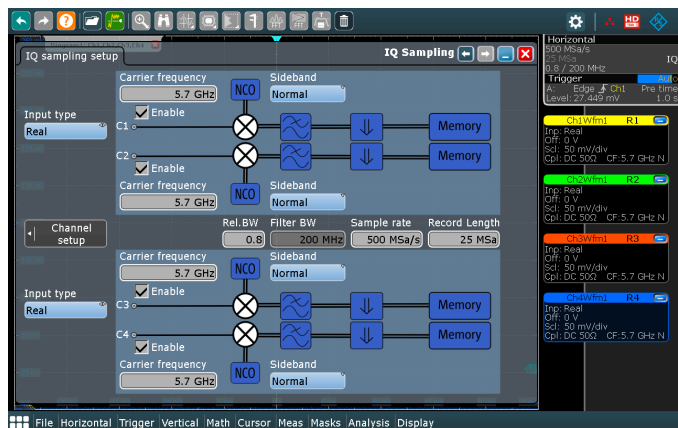 HD
IQ sampling setup
IQ Sampling
Carrier frequency
5.7 GHz
NCO
Sideband
Normal
Enable
Input type
Real
C1
Memory
C2
Memory
Enable
Carrier frequency
5.7 GHz
NCO
Sideband
Normal
Channel setup
Rel.BW
0.8
Filter BW
200 MHz
Sample rate
500 MSa/s
Record Length
25 MSa
Carrier frequency
5.7 GHz
NCO
Sideband
Normal
Enable
Input type
Real
C3
Memory
C4
Memory
Enable
Carrier frequency
5.7 GHz
NCO
Sideband
Normal
Horizontal
500 MSa/s
25 MSa IQ
0.8 / 200 MHz
Trigger Auto
A: Edge Ch1 Pre time
Level: 27.449 mV 1.0 s
Ch1Wfm1 R1
Inp: Real
Off: 0 V
Scl: 50 mV/div
Cpl: DC 50Ω CF:5.7 GHz N
Ch2Wfm1 R2
Inp: Real
Off: 0 V
Scl: 50 mV/div
Cpl: DC 50Ω CF:5.7 GHz N
Ch3Wfm1 R3
Inp: Real
Off: 0 V
Scl: 50 mV/div
Cpl: DC 50Ω CF:5.7 GHz N
Ch4Wfm1 R4
Inp: Real
Off: 0 V
Scl: 50 mV/div
Cpl: DC 50Ω CF:5.7 GHz N
File Horizontal Trigger Vertical Math Cursor Meas Masks Analysis Display